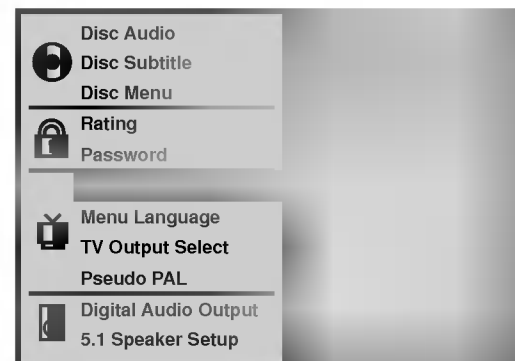 Disc Audio
Disc Subtitle
Disc Menu
Rating
Password
Menu Language
TV Output Select
Pseudo PAL
Digital Audio Output
5.1 Speaker Setup